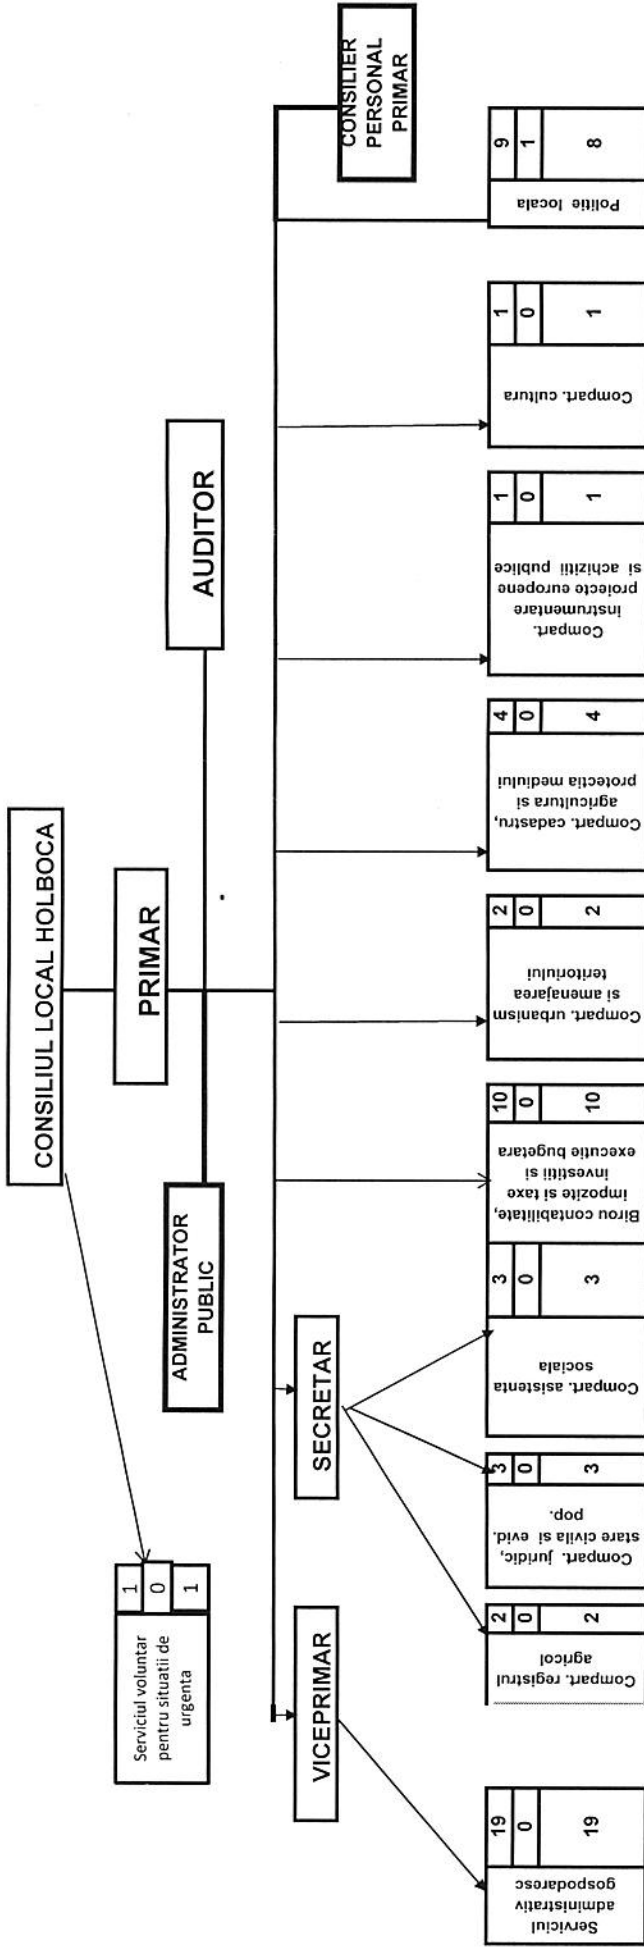 CONSILIUL LOCAL HOLBOCA
PRIMAR
ADMINISTRATOR
PUBLIC
AUDITOR
CONSILIER
PERSONAL
PRIMAR
Serviciul voluntar
pentru situatii de
urgenta
1
0
1
VICEPRIMAR
SECRETAR
Serviciul
administrativ
gospodaresc
19
0
19
Compart. registrul
agricol
2
0
2
Compart. juridic,
stare civila si evid.
pop.
3
0
3
Compart. asistenta
sociala
3
0
3
Birou contabilitate,
impozite si taxe
investitii si
executie bugetara
10
0
10
Compart. urbanism
si amenajarea
teritoriului
2
0
2
Compart. cadastru,
agricultura si
protectia mediului
4
0
4
Compart.
instrumentare
proiecte europene
si achizitii publice
1
0
1
Compart. cultura
1
0
1
Politie locala
9
1
8